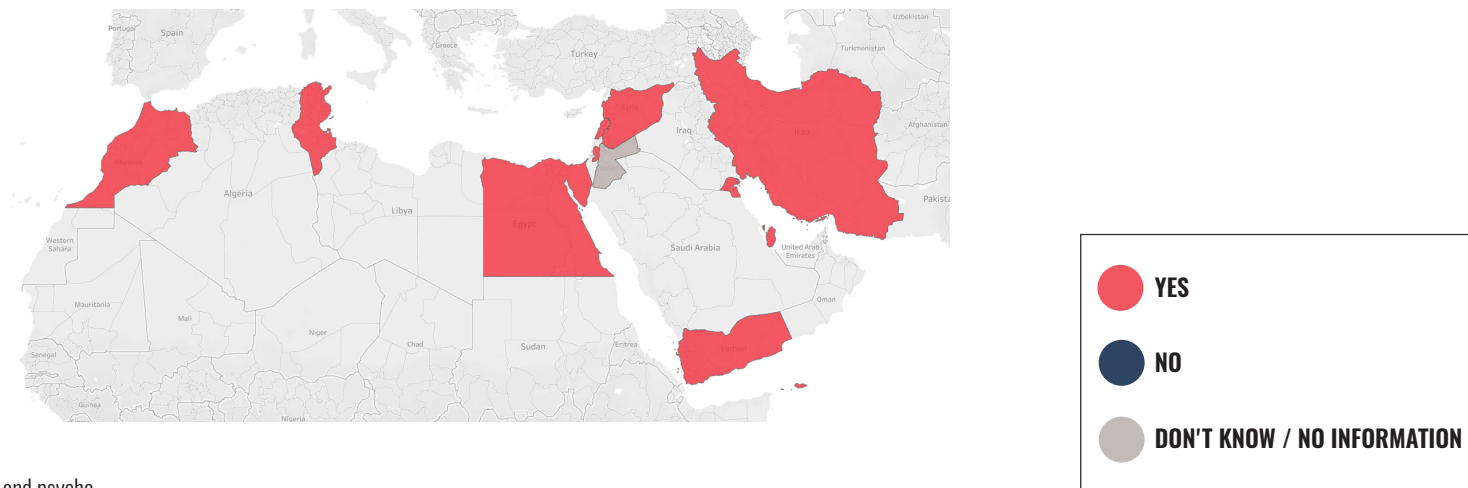 Portugal
Spain
Greece
Turkey
Uzbekistan
Turkmenistan
Syria
Iraq
Iran
Afghanistan
Morocco
Algeria
Libya
Egypt
Pakista
Western
Sahara
Saudi Arabia
United Arab
Emirates
Oman
Mauritania
Mali
Niger
Chad
Sudan
Eritrea
Yemen
Senegal
Guinea
Nigeria
YES
NO
DON'T KNOW / NO INFORMATION
and psycho